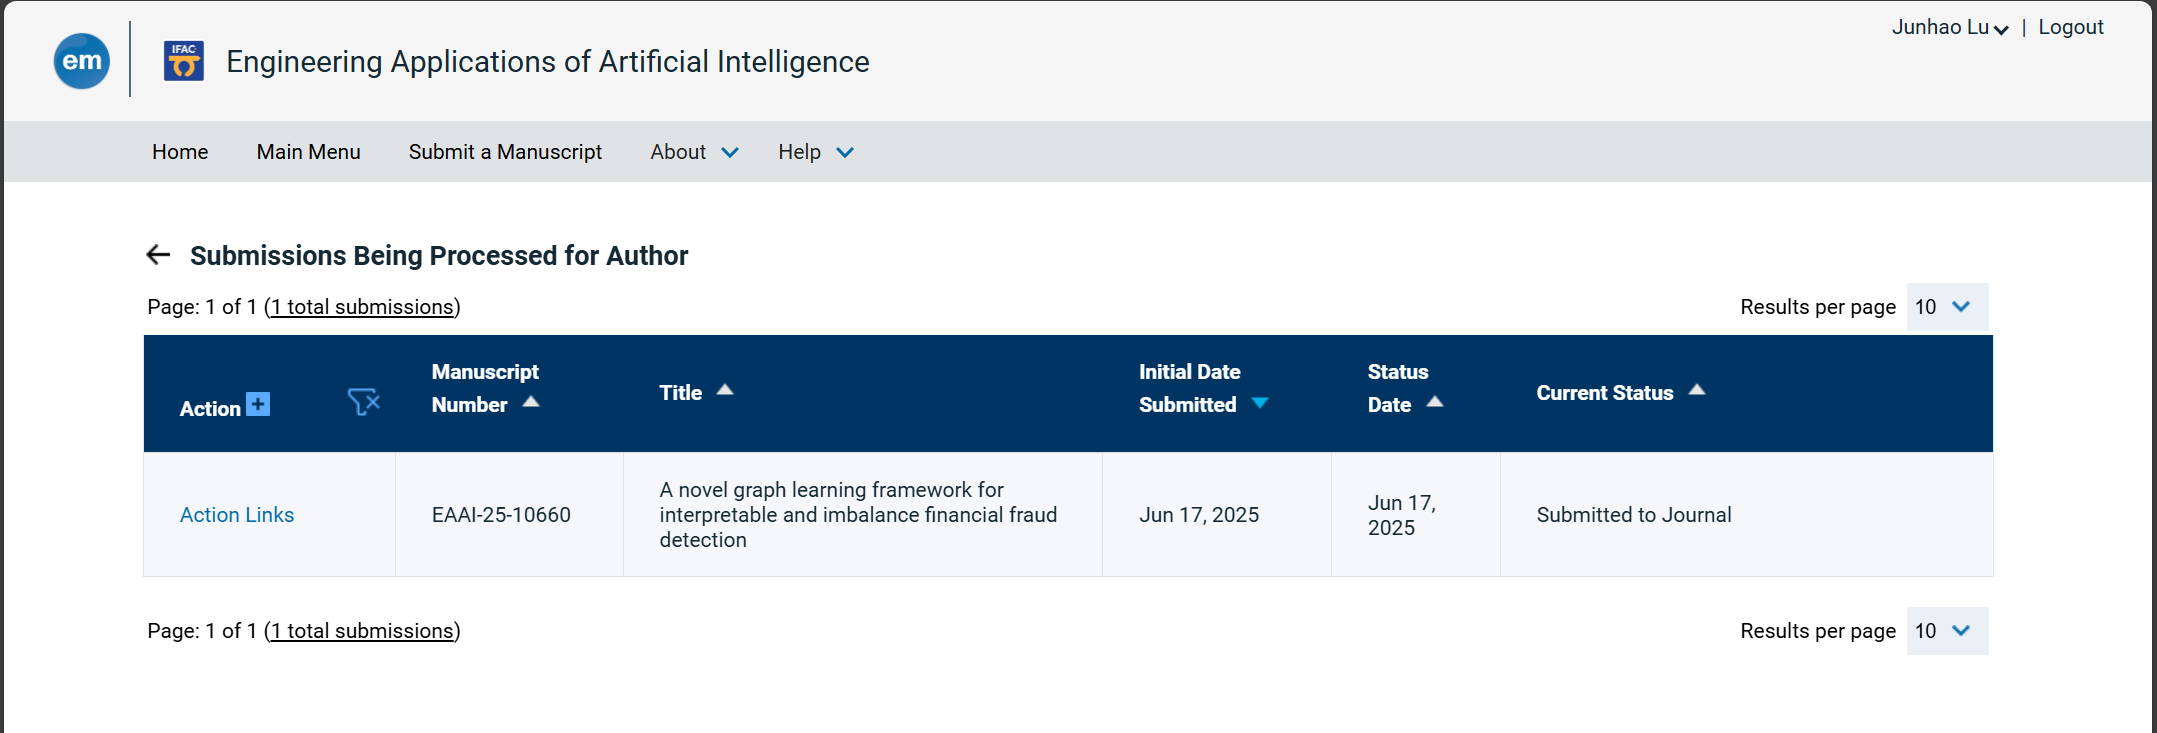 Junhao Lu | Logout
em IFAC Engineering Applications of Artificial Intelligence
Home Main Menu Submit a Manuscript About Help
Submissions Being Processed for Author
Page: 1 of 1 (1 total submissions) Results per page 10
Action + Manuscript Number Title Initial Date Submitted Status Date Current Status
Action Links EAAI-25-10660 A novel graph learning framework for interpretable and imbalance financial fraud detection Jun 17, 2025 Jun 17, 2025 Submitted to Journal
Page: 1 of 1 (1 total submissions) Results per page 10